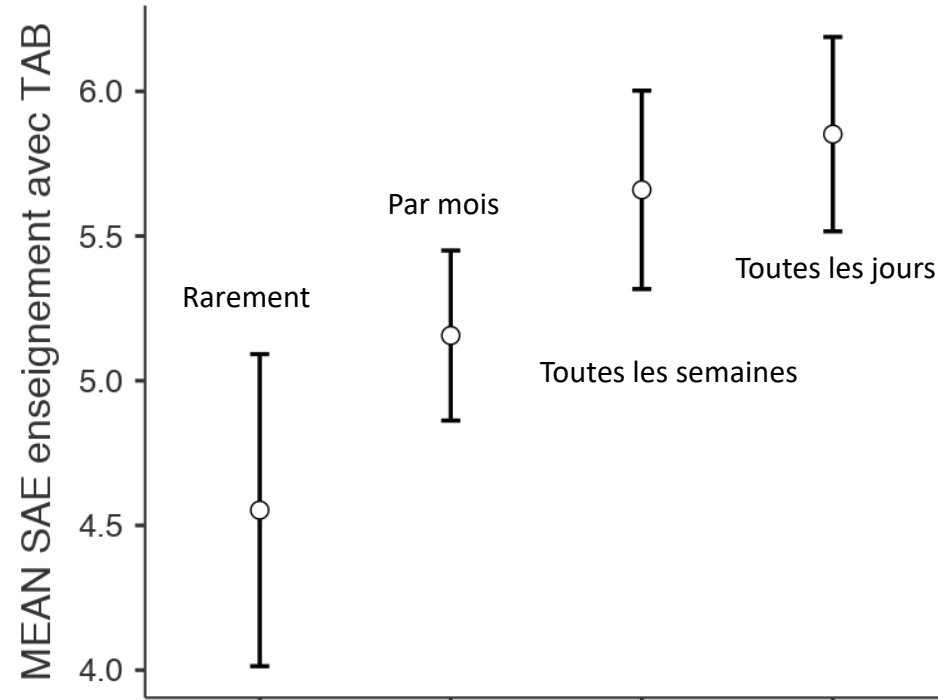 MEAN SAE enseignement avec TAB
6.0
5.5
5.0
4.5
4.0
Rarement
Par mois
Toutes les semaines
Toutes les jours